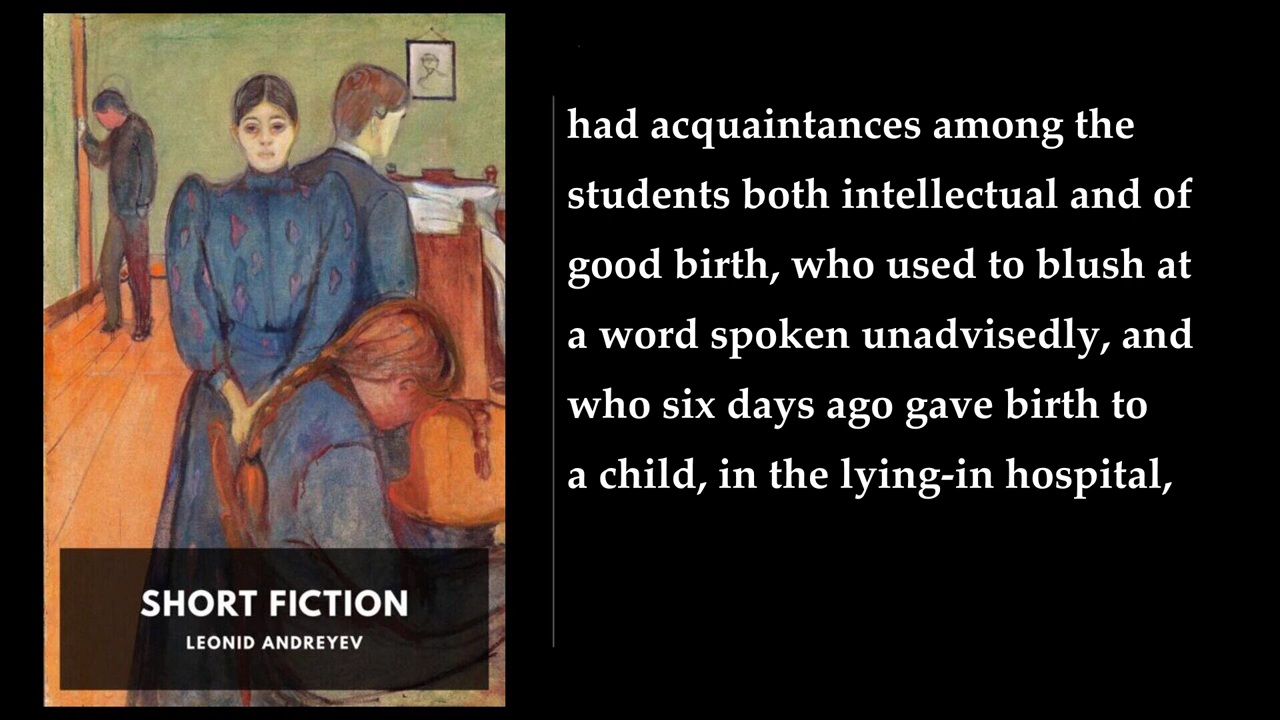 SHORT FICTION
LEONID ANDREYEV
had acquaintances among the
students both intellectual and of
good birth, who used to blush at
a word spoken unadvisedly, and
who six days ago gave birth to
a child, in the lying-in hospital,